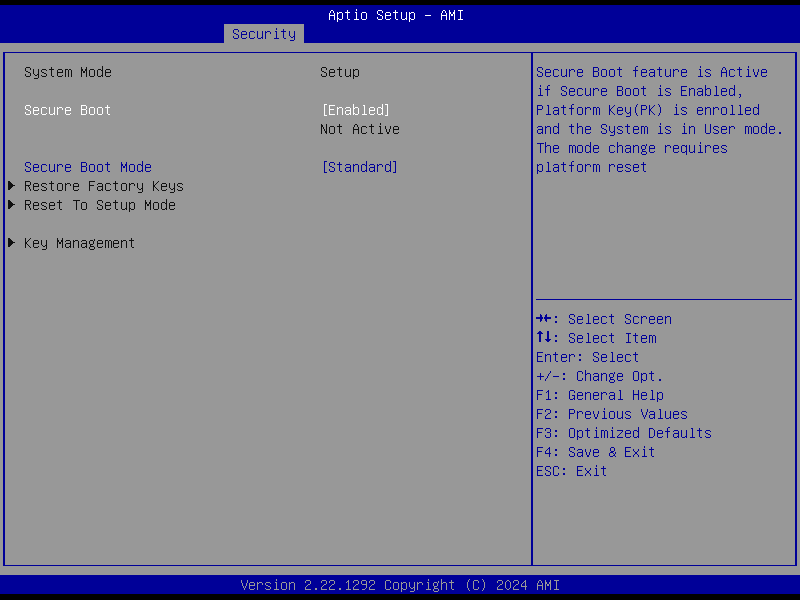 Aptio Setup - AMI
Security
System Mode Setup
Secure Boot [Enabled]
Not Active
Secure Boot Mode [Standard]
Restore Factory Keys
Reset To Setup Mode
Key Management
Secure Boot feature is Active
if Secure Boot is Enabled,
Platform Key(PK) is enrolled
and the System is in User mode.
The mode change requires
platform reset
→←: Select Screen
↑↓: Select Item
Enter: Select
+/-: Change Opt.
F1: General Help
F2: Previous Values
F3: Optimized Defaults
F4: Save & Exit
ESC: Exit
Version 2.22.1292 Copyright (C) 2024 AMI